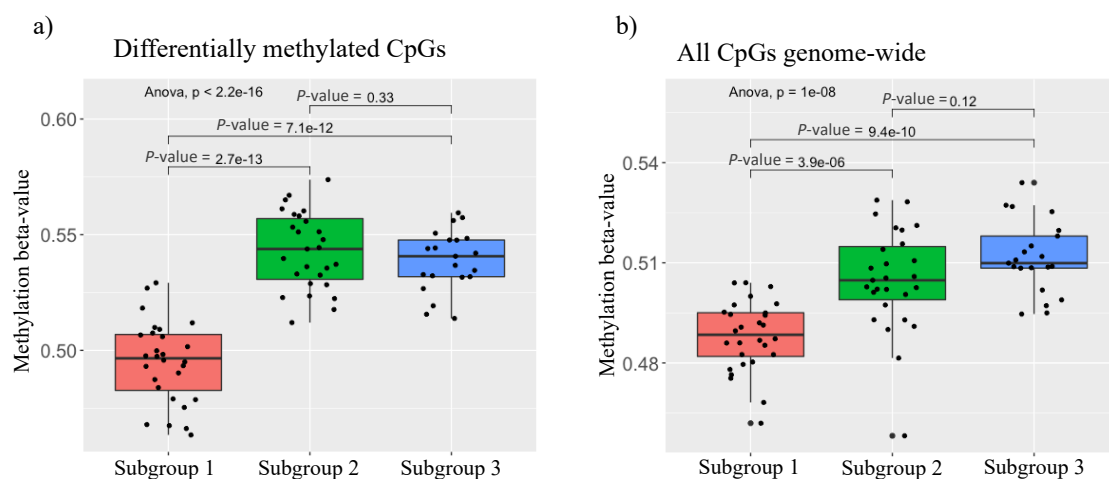 a)
Differentially methylated CpGs
Anova, p < 2.2e-16
P-value = 0.33
P-value = 7.1e-12
P-value = 2.7e-13
0.60
0.55
0.50
Methylation beta-value
Subgroup 1 Subgroup 2 Subgroup 3
b)
All CpGs genome-wide
Anova, p = 1e-08
P-value = 0.12
P-value = 9.4e-10
P-value = 3.9e-06
0.54
0.51
0.48
Methylation beta-value
Subgroup 1 Subgroup 2 Subgroup 3